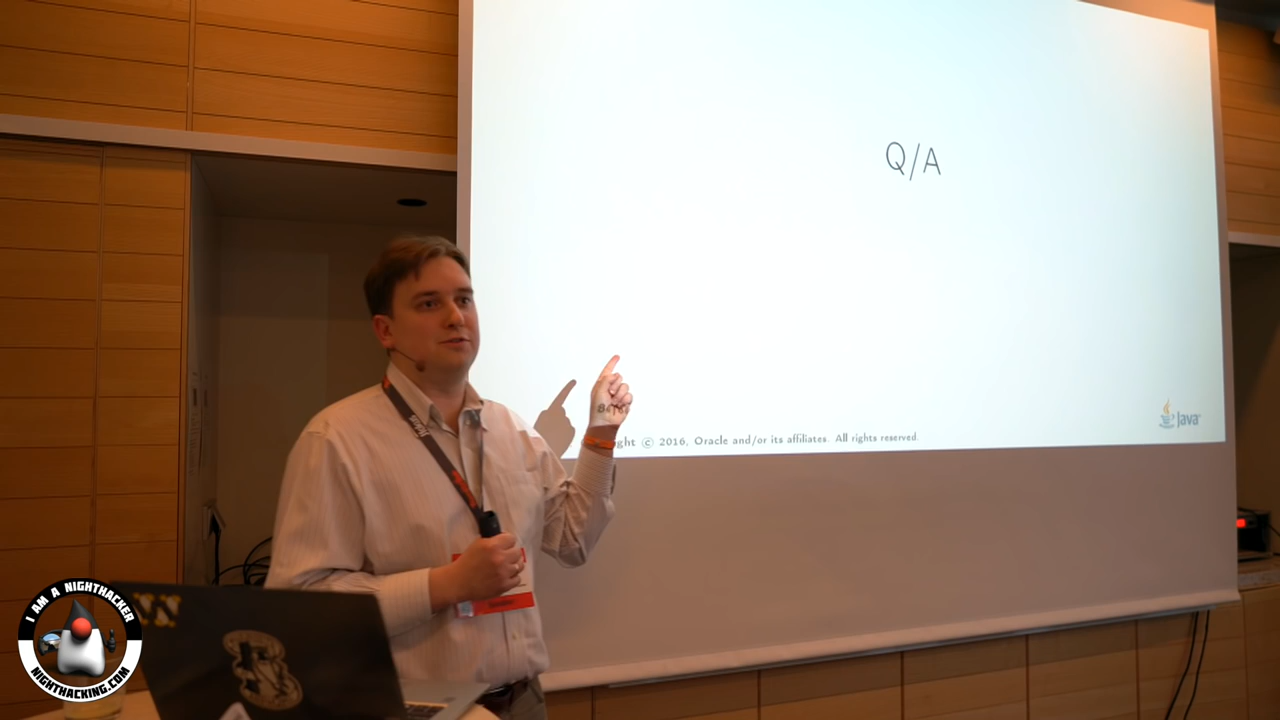 Q/A
ght © 2016, Oracle and/or its affiliates. All rights reserved.
Java
I AM A NIGHTHACKER
NIGHTHACKING.COM